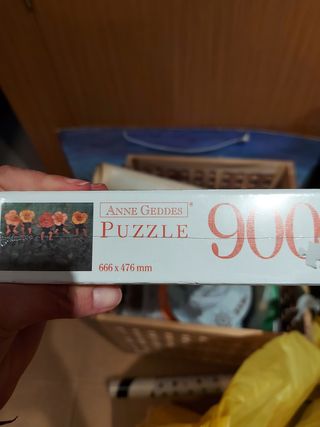 ANNE GEDDES®
PUZZLE
900
666 x 476 mm